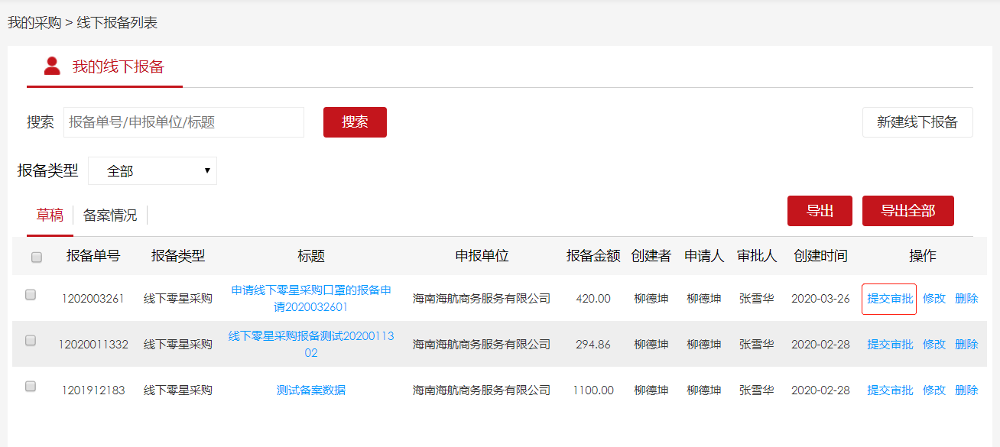 我的采购 > 线下报备列表
我的线下报备
搜索 报备单号/申报单位/标题 搜索 新建线下报备
报备类型 全部
草稿 备案情况 导出 导出全部
报备单号 报备类型 标题 申报单位 报备金额 创建者 申请人 审批人 创建时间 操作
1202003261 线下零星采购 申请线下零星采购口罩的报备申
请2020032601 海南海航商务服务有限公司 420.00 柳德坤 柳德坤 张雪华 2020-03-26 提交审批 修改 删除
12020011332 线下零星采购 线下零星采购报备测试20200113
02 海南海航商务服务有限公司 294.86 柳德坤 柳德坤 张雪华 2020-02-28 提交审批 修改 删除
1201912183 线下零星采购 测试备案数据 海南海航商务服务有限公司 1100.00 柳德坤 柳德坤 张雪华 2020-02-28 提交审批 修改 删除